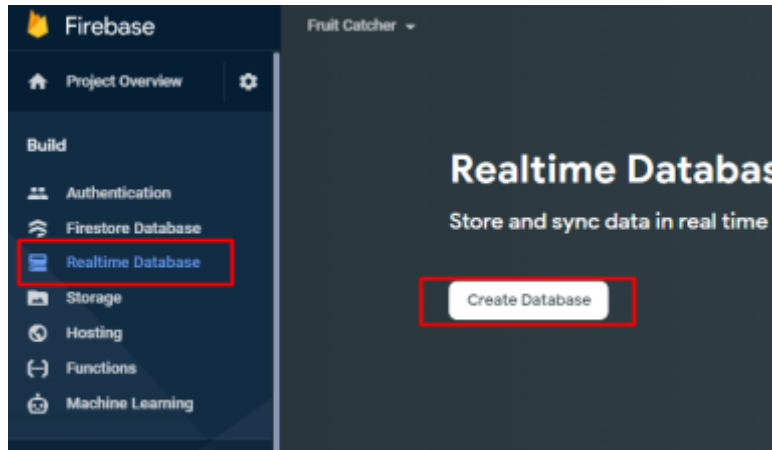 Firebase
Fruit Catcher
Project Overview
Build
Authentication
Firestore Database
Realtime Database
Storage
Hosting
Functions
Machine Learning
Realtime Databas
Store and sync data in real time
Create Database